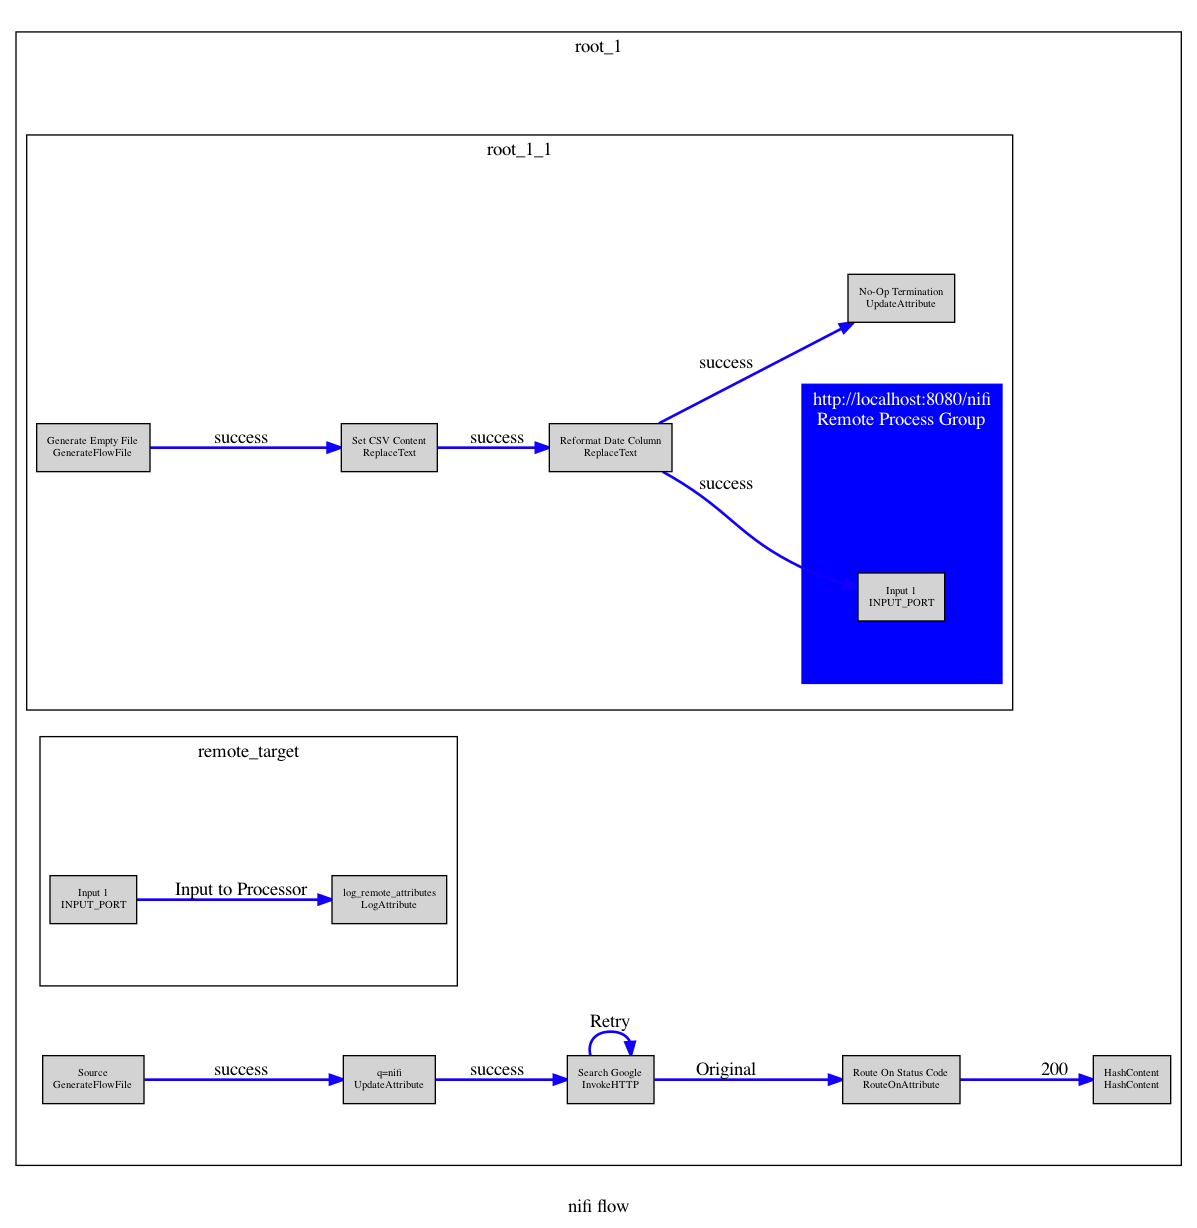 root_1
root_1_1
No-Op Termination
UpdateAttribute
success
http://localhost:8080/nifi
Remote Process Group
Generate Empty File
GenerateFlowFile
success
Set CSV Content
ReplaceText
success
Reformat Date Column
ReplaceText
success
Input 1
INPUT_PORT
remote_target
Input 1
INPUT_PORT
Input to Processor
log_remote_attributes
LogAttribute
Retry
Source
GenerateFlowFile
success
q=nifi
UpdateAttribute
success
Search Google
InvokeHTTP
Original
Route On Status Code
RouteOnAttribute
200
HashContent
HashContent
nifi flow